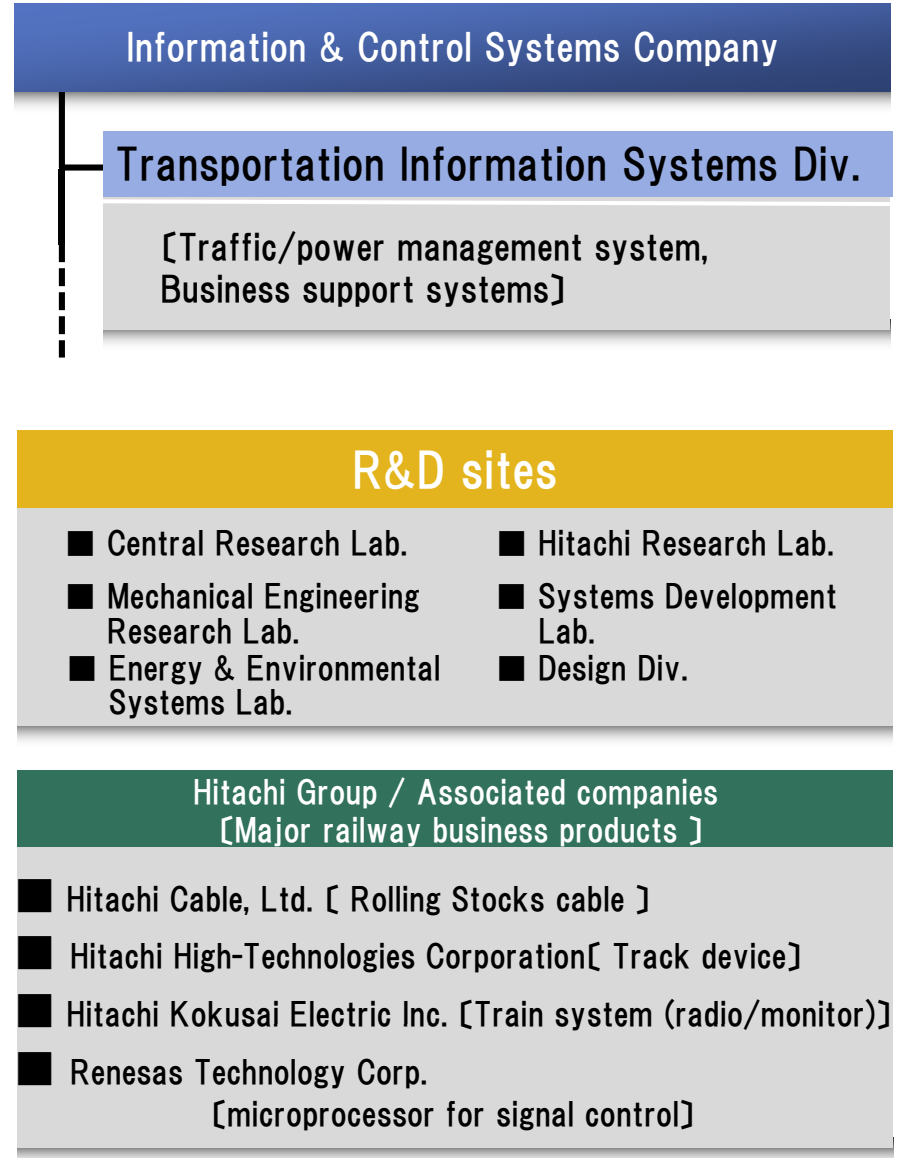 Information & Control Systems Company
Transportation Information Systems Div.
〔Traffic/power management system,
Business support systems〕
R&D sites
■ Central Research Lab.
■ Hitachi Research Lab.
■ Mechanical Engineering
Research Lab.
■ Systems Development
Lab.
■ Energy & Environmental
Systems Lab.
■ Design Div.
Hitachi Group / Associated companies
〔Major railway business products 〕
■ Hitachi Cable, Ltd.〔 Rolling Stocks cable 〕
■ Hitachi High-Technologies Corporation〔 Track device〕
■ Hitachi Kokusai Electric Inc.〔Train system (radio/monitor)〕
■ Renesas Technology Corp.
〔microprocessor for signal control〕